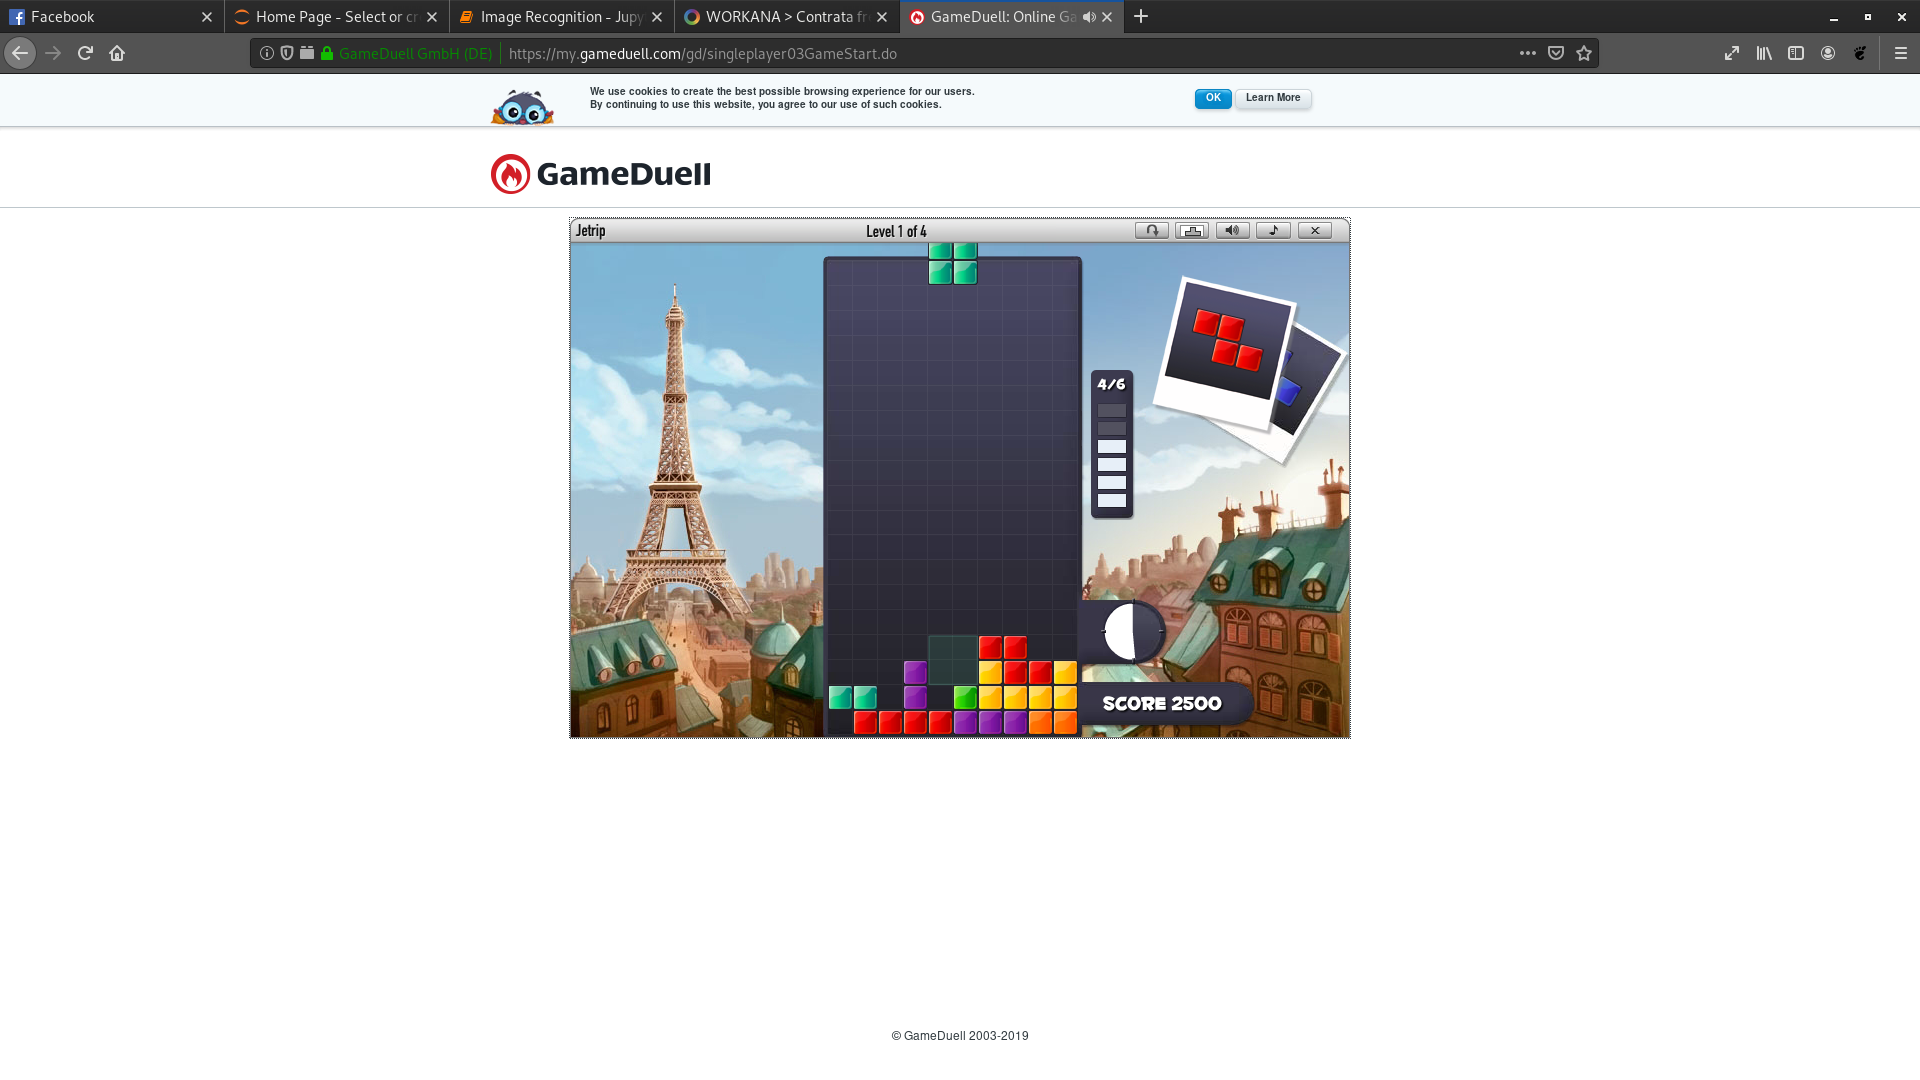 Facebook
Home Page - Select or cr
Image Recognition - Jupy
WORKANA > Contrata fr
GameDuell: Online Ga
GameDuell GmbH (DE)
https://my.gameduell.com/gd/singleplayer03GameStart.do
We use cookies to create the best possible browsing experience for our users.
By continuing to use this website, you agree to our use of such cookies.
OK
Learn More
GameDuell
Jetrip
Level 1 of 4
4/6
SCORE 2500
© GameDuell 2003-2019